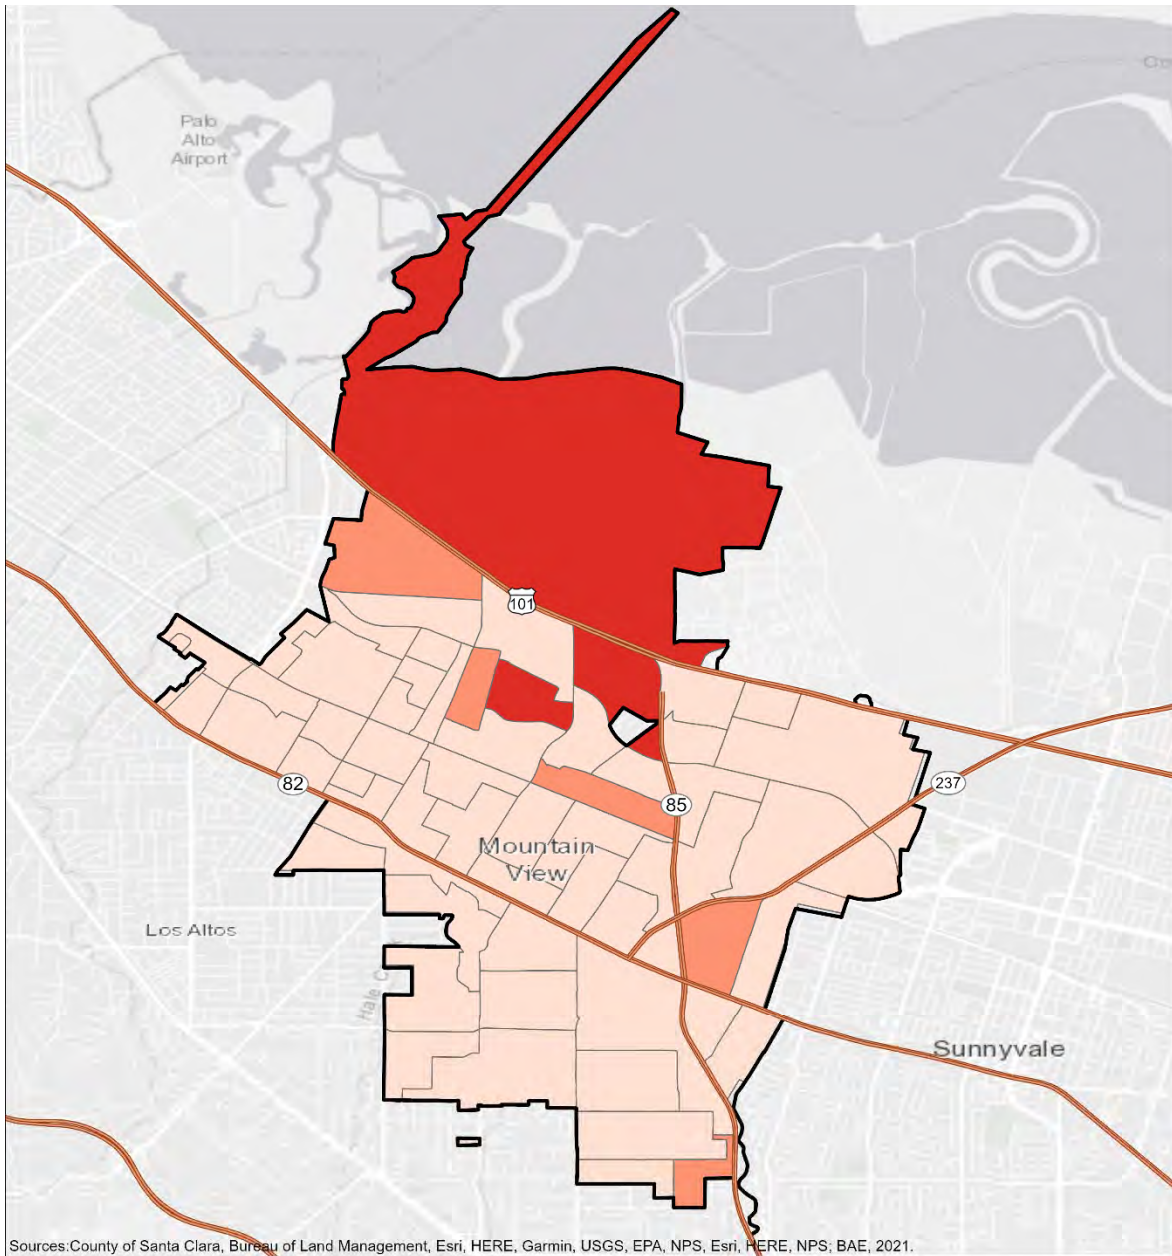 Palo
Alto
Airport
101
82
85
237
Mountain
View
Los Altos
Hale C
Sunnyvale
Sources:County of Santa Clara, Bureau of Land Management, Esri, HERE, Garmin, USGS, EPA, NPS, Esri, HERE, NPS; BAE, 2021.